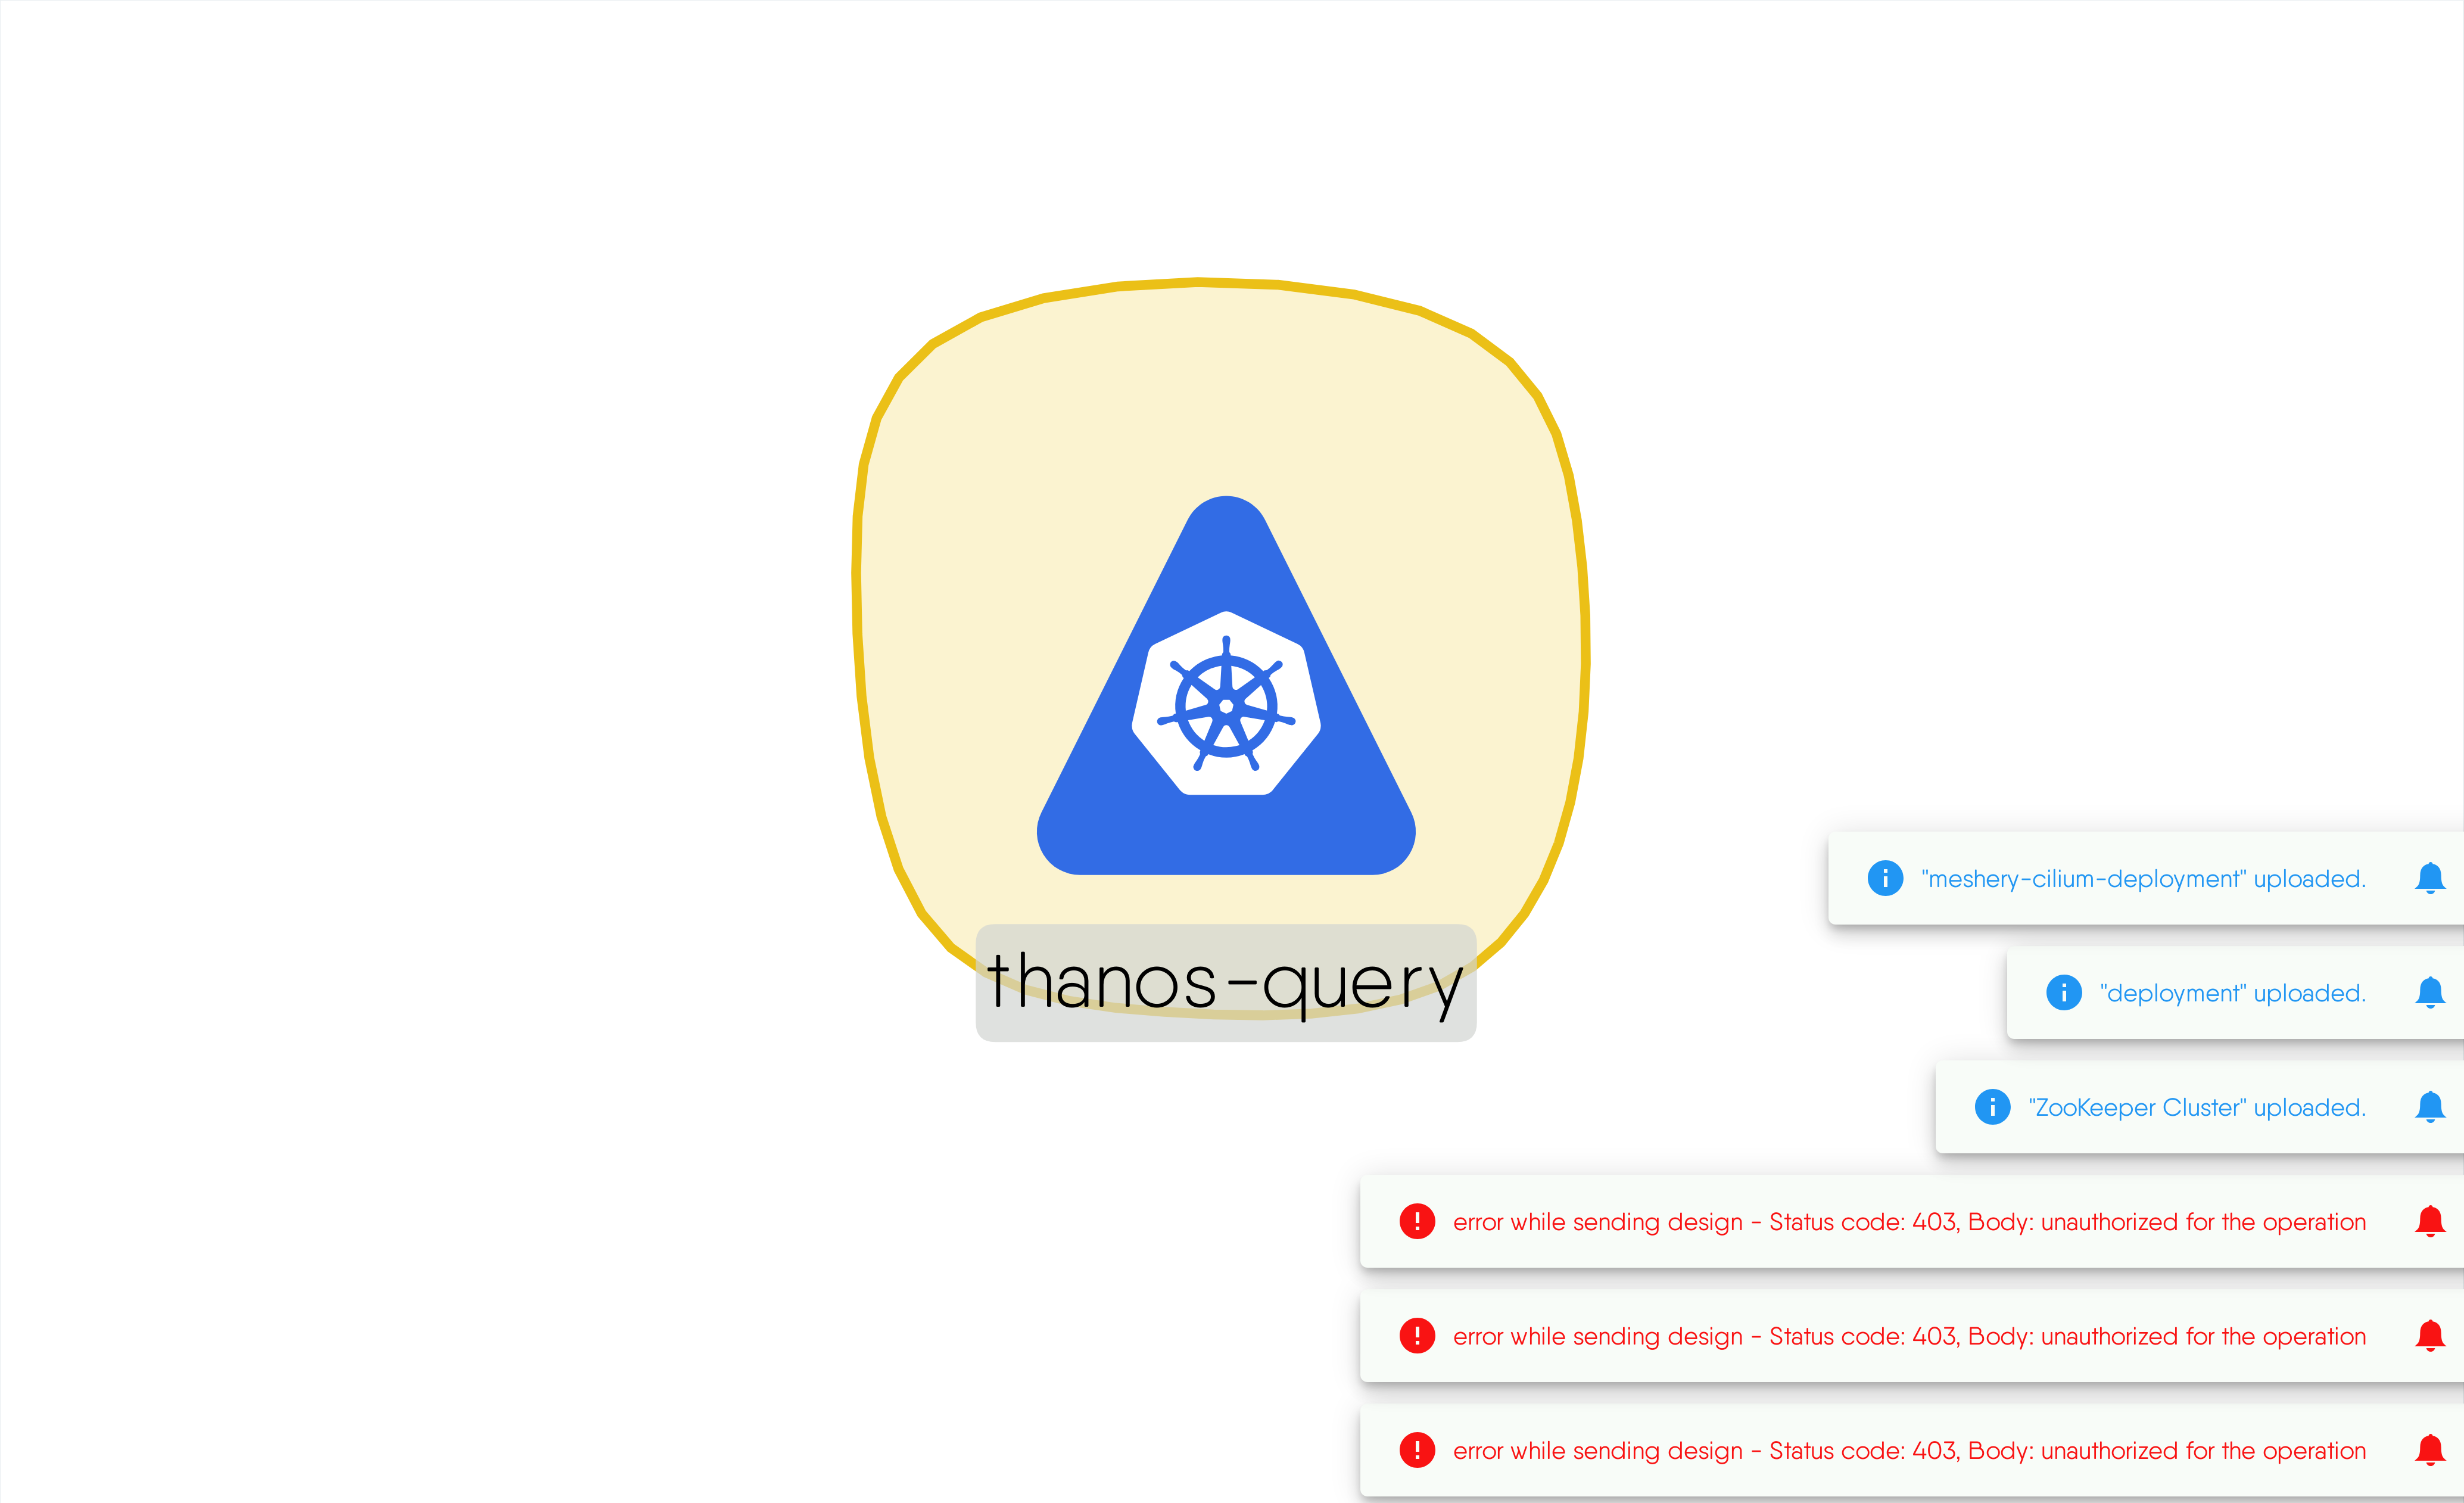 thanos-query
"meshery-cilium-deployment" uploaded.
"deployment" uploaded.
"ZooKeeper Cluster" uploaded.
error while sending design - Status code: 403, Body: unauthorized for the operation
error while sending design - Status code: 403, Body: unauthorized for the operation
error while sending design - Status code: 403, Body: unauthorized for the operation